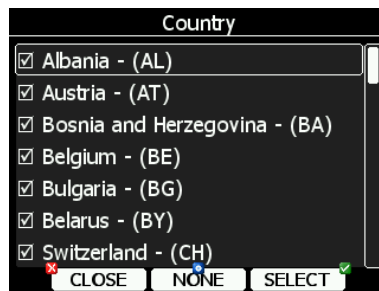 Country
Albania - (AL)
Austria - (AT)
Bosnia and Herzegovina - (BA)
Belgium - (BE)
Bulgaria - (BG)
Belarus - (BY)
Switzerland - (CH)
CLOSE NONE SELECT